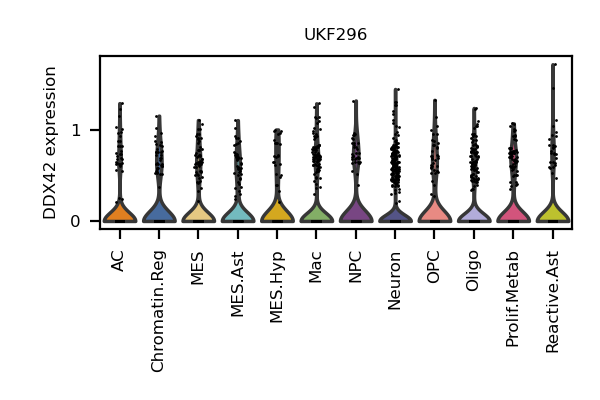 UKF296
DDX42 expression
1
0
AC
Chromatin.Reg
MES
MES.Ast
MES.Hyp
Mac
NPC
Neuron
OPC
Oligo
Prolif.Metab
Reactive.Ast